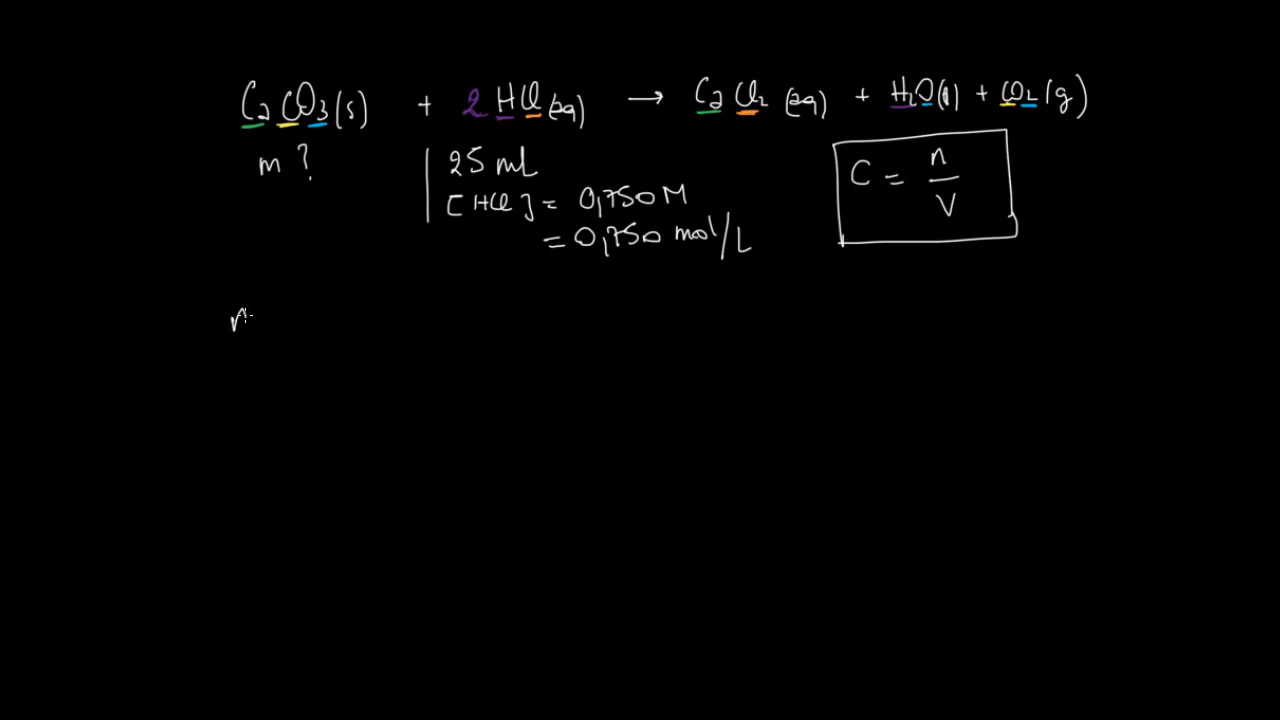 CaCO3(s) + 2 HCl(aq) → CaCl2 (aq) + H2O(l) + CO2(g)
m ?
25 mL
[HCl] = 0,750 M
= 0,750 mol/L
C = n/V
n